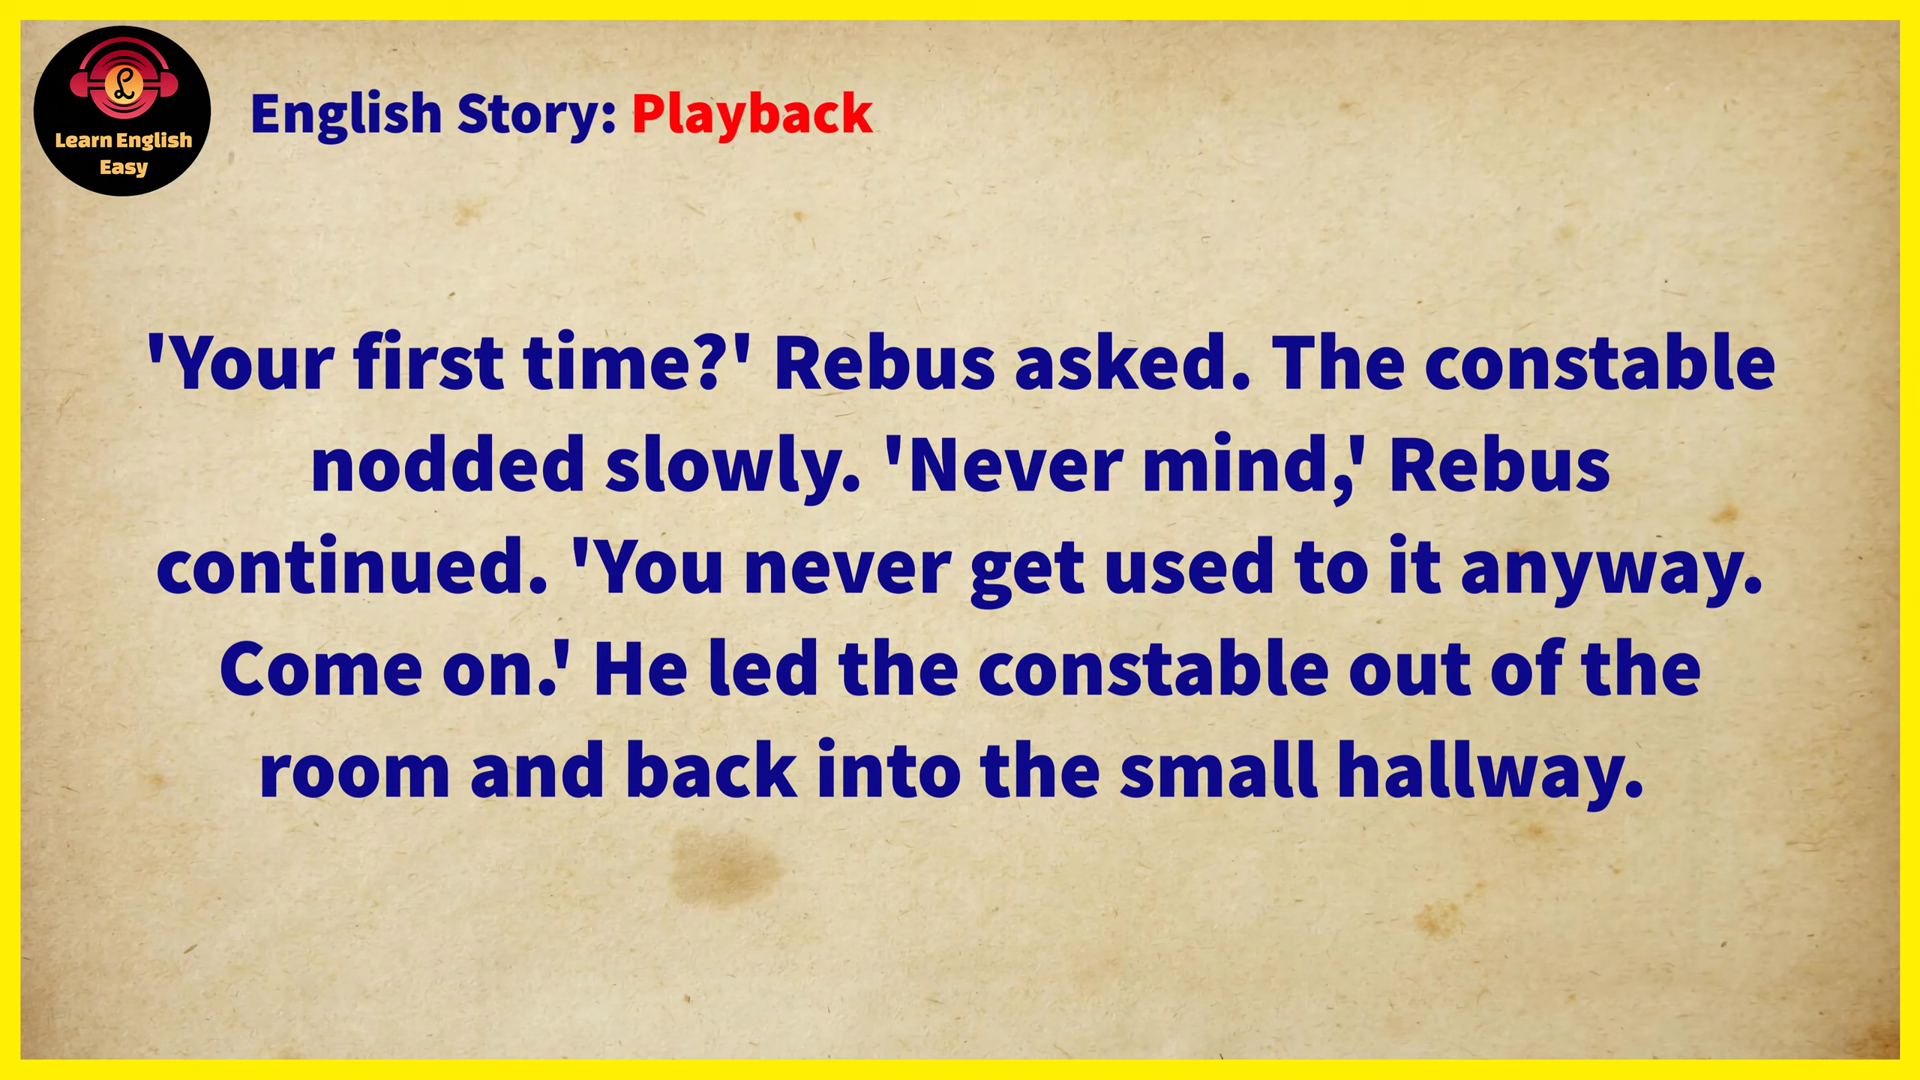 Learn English
Easy
English Story: Playback
'Your first time?' Rebus asked. The constable
nodded slowly. 'Never mind,' Rebus
continued. 'You never get used to it anyway.
Come on.' He led the constable out of the
room and back into the small hallway.